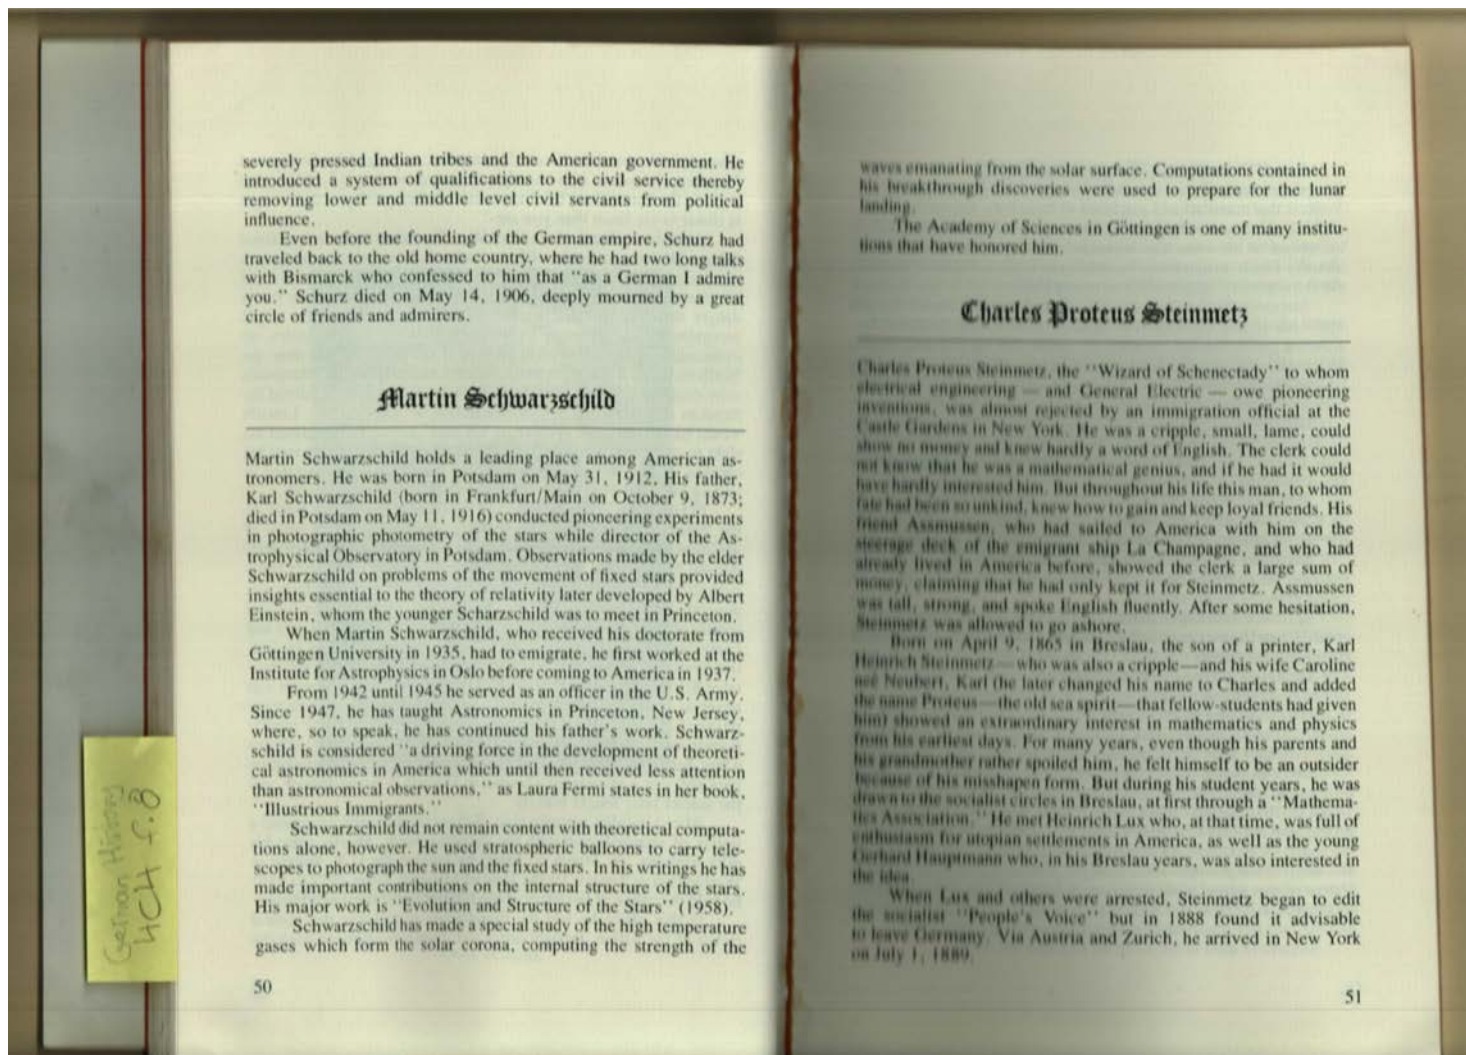 severely pressed Indian tribes and the American government. He
introduced a system of qualifications to the civil service thereby
removing lower and middle level civil servants from political
influence.
Even before the founding of the German empire, Schurz had
traveled back to the old home country, where he had two long talks
with Bismarck who confessed to him that "as a German I admire
you." Schurz died on May 14, 1906, deeply mourned by a great
circle of friends and admirers.
Martin Schwarzschild
Martin Schwarzschild holds a leading place among American as-
tronomers. He was born in Potsdam on May 31, 1912. His father,
Karl Schwarzschild (born in Frankfurt/Main on October 9, 1873;
died in Potsdam on May 11, 1916) conducted pioneering experiments
in photographic photometry of the stars while director of the As-
trophysical Observatory in Potsdam. Observations made by the elder
Schwarzschild on problems of the movement of fixed stars provided
insights essential to the theory of relativity later developed by Albert
Einstein, whom the younger Scharzschild was to meet in Princeton.
When Martin Schwarzschild, who received his doctorate from
Göttingen University in 1935, had to emigrate, he first worked at the
Institute for Astrophysics in Oslo before coming to America in 1937.
From 1942 until 1945 he served as an officer in the U.S. Army.
Since 1947, he has taught Astronomics in Princeton, New Jersey,
where, so to speak, he has continued his father's work. Schwarz-
schild is considered "a driving force in the development of theoreti-
cal astronomics in America which until then received less attention
than astronomical observations," as Laura Fermi states in her book,
"Illustrious Immigrants."
Schwarzschild did not remain content with theoretical computa-
tions alone, however. He used stratospheric balloons to carry tele-
scopes to photograph the sun and the fixed stars. In his writings he has
made important contributions on the internal structure of the stars.
His major work is "Evolution and Structure of the Stars" (1958).
Schwarzschild has made a special study of the high temperature
gases which form the solar corona, computing the strength of the
50
German History
HCH f.8
waves emanating from the solar surface. Computations contained in
his breakthrough discoveries were used to prepare for the lunar
landing.
The Academy of Sciences in Göttingen is one of many institu-
tions that have honored him.
Charles Proteus Steinmetz
Charles Proteus Steinmetz, the "Wizard of Schenectady" to whom
electrical engineering — and General Electric — owe pioneering
inventions, was almost rejected by an immigration official at the
Castle Gardens in New York. He was a cripple, small, lame, could
show no money and knew hardly a word of English. The clerk could
not know that he was a mathematical genius, and if he had it would
have hardly interested him. But throughout his life this man, to whom
fate had been so unkind, knew how to gain and keep loyal friends. His
friend Assmussen, who had sailed to America with him on the
steerage deck of the emigrant ship La Champagne, and who had
already lived in America before, showed the clerk a large sum of
money, claiming that he had only kept it for Steinmetz. Assmussen
was tall, strong, and spoke English fluently. After some hesitation,
Steinmetz was allowed to go ashore.
Born on April 9, 1865 in Breslau, the son of a printer, Karl
Heinrich Steinmetz—who was also a cripple—and his wife Caroline
neé Neubert, Karl (he later changed his name to Charles and added
the name Proteus—the old sea spirit—that fellow-students had given
him) showed an extraordinary interest in mathematics and physics
from his earliest days. For many years, even though his parents and
his grandmother rather spoiled him, he felt himself to be an outsider
because of his misshapen form. But during his student years, he was
drawn to the socialist circles in Breslau, at first through a "Mathema-
tics Association." He met Heinrich Lux who, at that time, was full of
enthusiasm for utopian settlements in America, as well as the young
Gerhard Hauptmann who, in his Breslau years, was also interested in
the idea.
When Lux and others were arrested, Steinmetz began to edit
the socialist "People's Voice" but in 1888 found it advisable
to leave Germany. Via Austria and Zurich, he arrived in New York
on July 1, 1889.
51